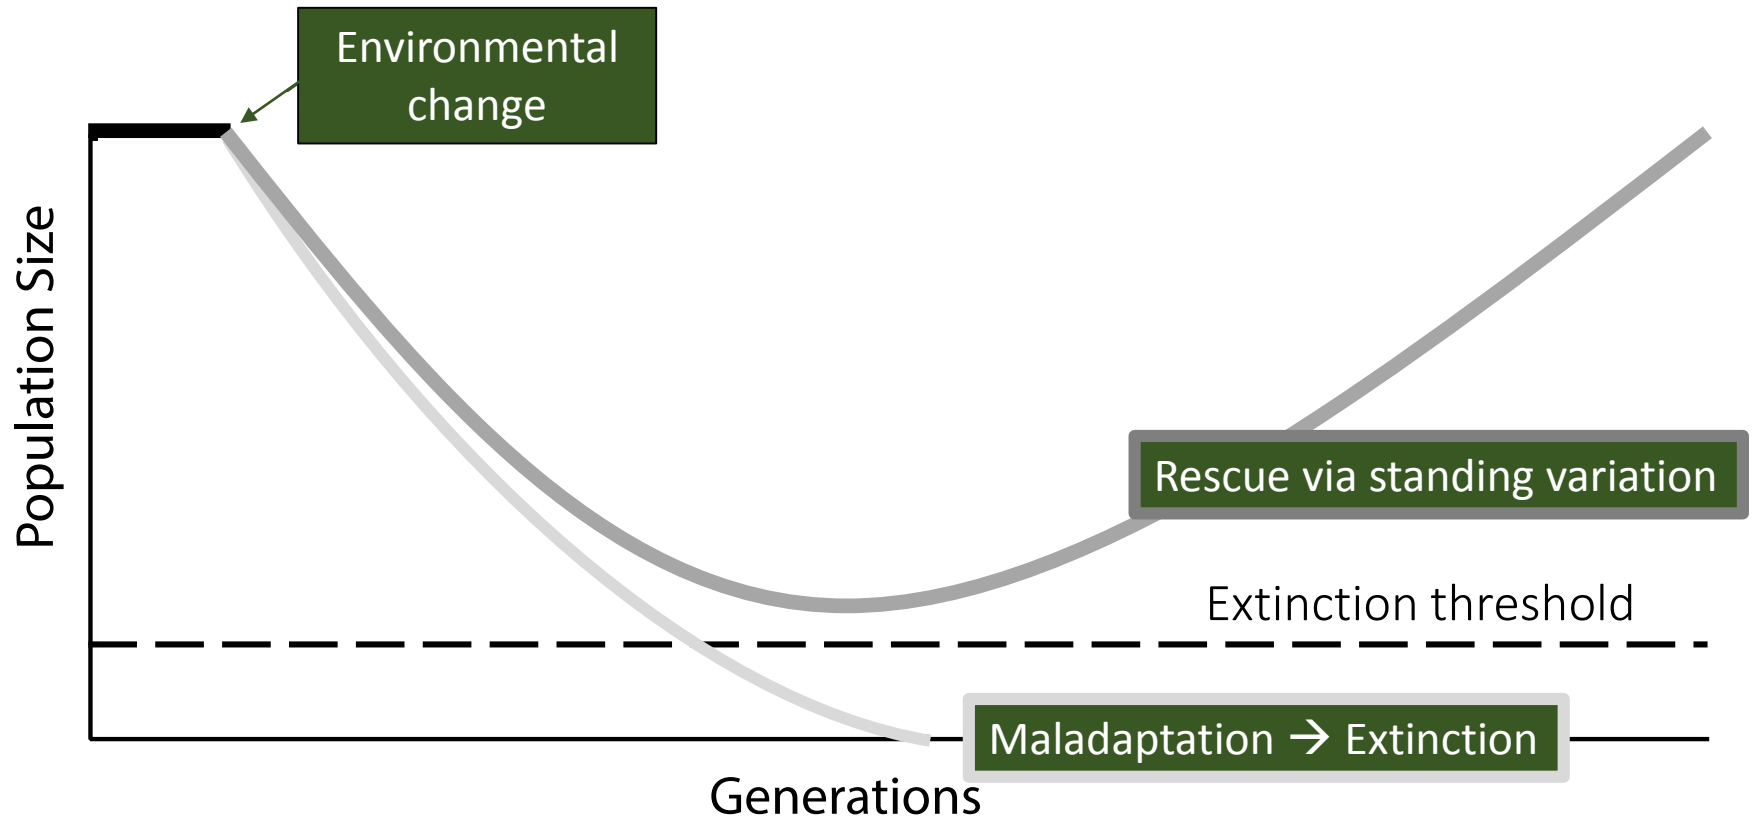 Environmental
change
Population Size
Rescue via standing variation
Extinction threshold
Maladaptation → Extinction
Generations